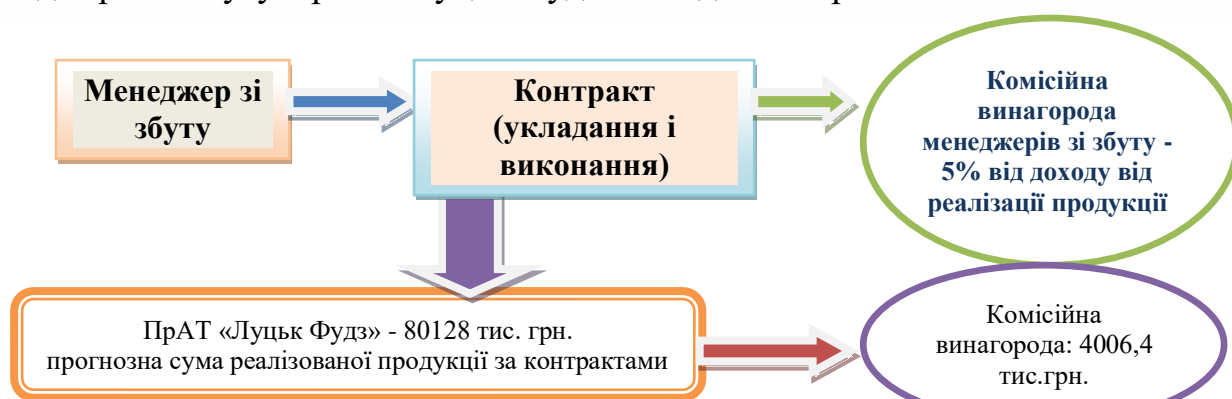 Менеджер зі
збуту
Контракт
(укладання і
виконання)
Комісійна
винагорода
менеджерів зі збуту -
5% від доходу від
реалізації продукції
ПрАТ «Луцьк Фудз» - 80128 тис. грн.
прогнозна сума реалізованої продукції за контрактами
Комісійна
винагорода: 4006,4
тис.грн.